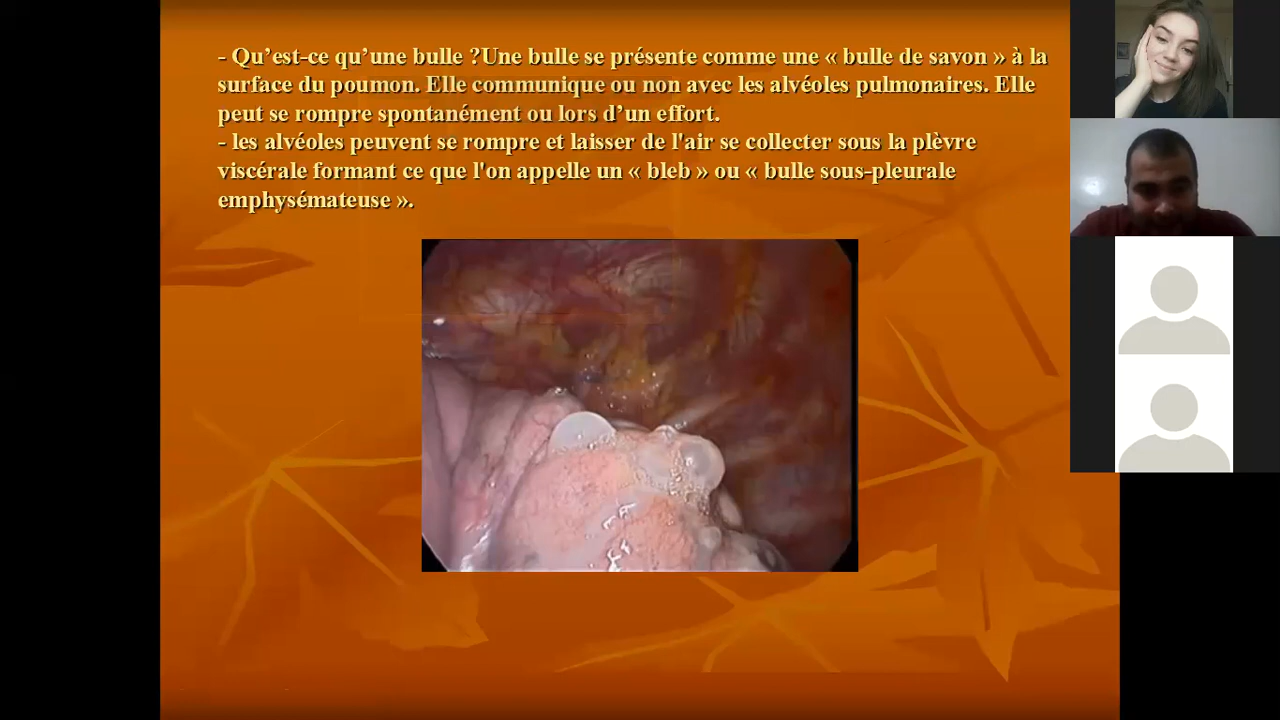 - Qu’est-ce qu’une bulle ?Une bulle se présente comme une « bulle de savon » à la
surface du poumon. Elle communique ou non avec les alvéoles pulmonaires. Elle
peut se rompre spontanément ou lors d’un effort.
- les alvéoles peuvent se rompre et laisser de l'air se collecter sous la plèvre
viscérale formant ce que l'on appelle un « bleb » ou « bulle sous-pleurale
emphysémateuse ».